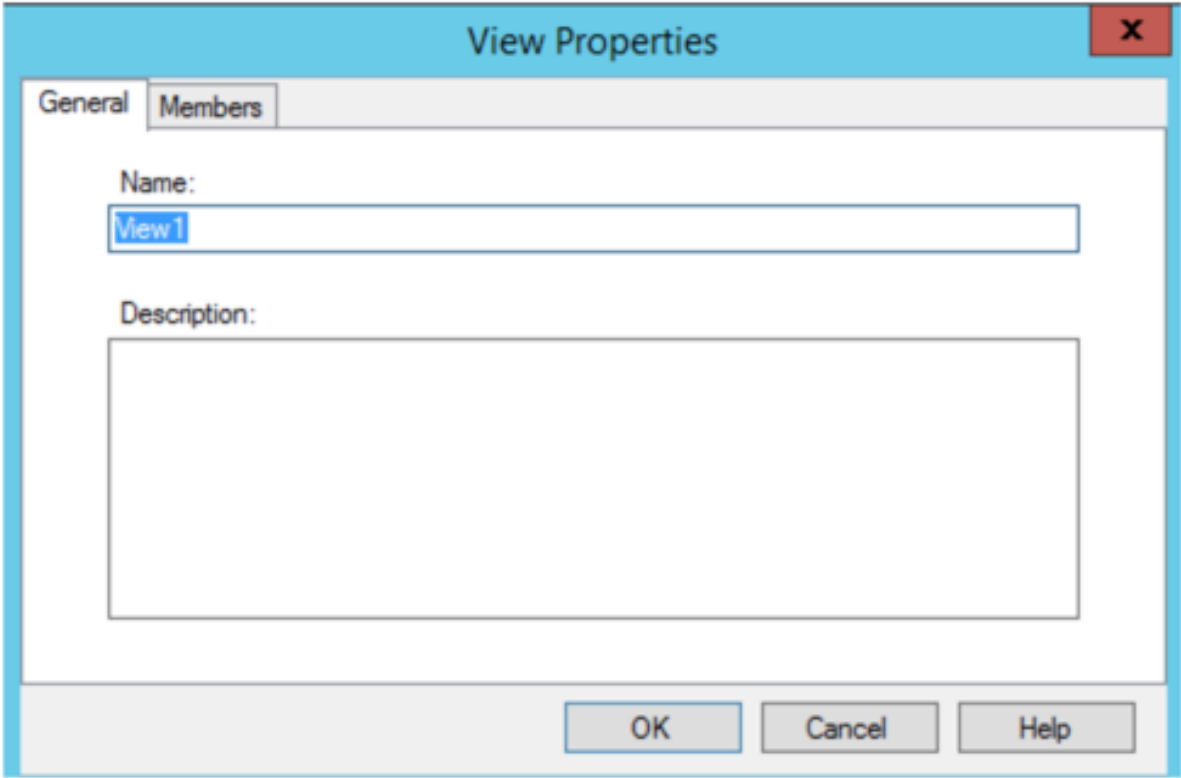 View Properties
x
General Members
Name:
View1
Description:
OK Cancel Help